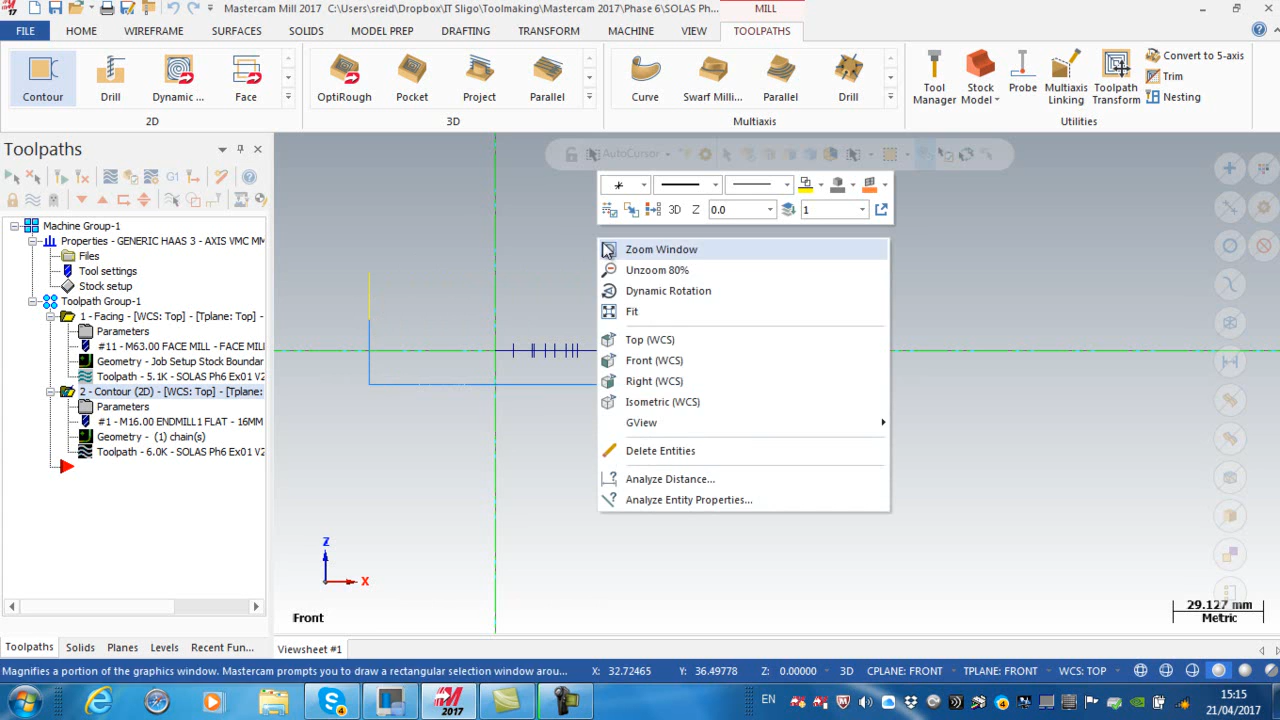 17 Mastercam Mill 2017 C:\Users\sreid\Dropbox\IT Sligo\Toolmaking\Mastercam 2017\Phase 6\SOLAS Ph... MILL
FILE HOME WIREFRAME SURFACES SOLIDS MODEL PREP DRAFTING TRANSFORM MACHINE VIEW TOOLPATHS
Contour Drill Dynamic ... Face OptiRough Pocket Project Parallel Curve Swarf Milli... Parallel Drill Tool Manager Stock Model Probe Multiaxis Linking Toolpath Transform
Convert to 5-axis
Trim
Nesting
2D 3D Multiaxis Utilities
Toolpaths
AutoCursor
G1
3D Z 0.0 1
Machine Group-1
Properties - GENERIC HAAS 3 - AXIS VMC MM
Files
Tool settings
Stock setup
Toolpath Group-1
1 - Facing - [WCS: Top] - [Tplane: Top] -
Parameters
#11 - M63.00 FACE MILL - FACE MILL
Geometry - Job Setup Stock Boundar
Toolpath - 5.1K - SOLAS Ph6 Ex01 V2
2 - Contour (2D) - [WCS: Top] - [Tplane:
Parameters
#1 - M16.00 ENDMILL1 FLAT - 16MM
Geometry - (1) chain(s)
Toolpath - 6.0K - SOLAS Ph6 Ex01 V2
Zoom Window
Unzoom 80%
Dynamic Rotation
Fit
Top (WCS)
Front (WCS)
Right (WCS)
Isometric (WCS)
GView
Delete Entities
Analyze Distance...
Analyze Entity Properties...
Z
X
Front
29.127 mm
Metric
Toolpaths Solids Planes Levels Recent Fun... Viewsheet #1
Magnifies a portion of the graphics window. Mastercam prompts you to draw a rectangular selection window arou... X: 32.72465 Y: 36.49778 Z: 0.00000 3D CPLANE: FRONT TPLANE: FRONT WCS: TOP
4 2017 EN 15:15
21/04/2017